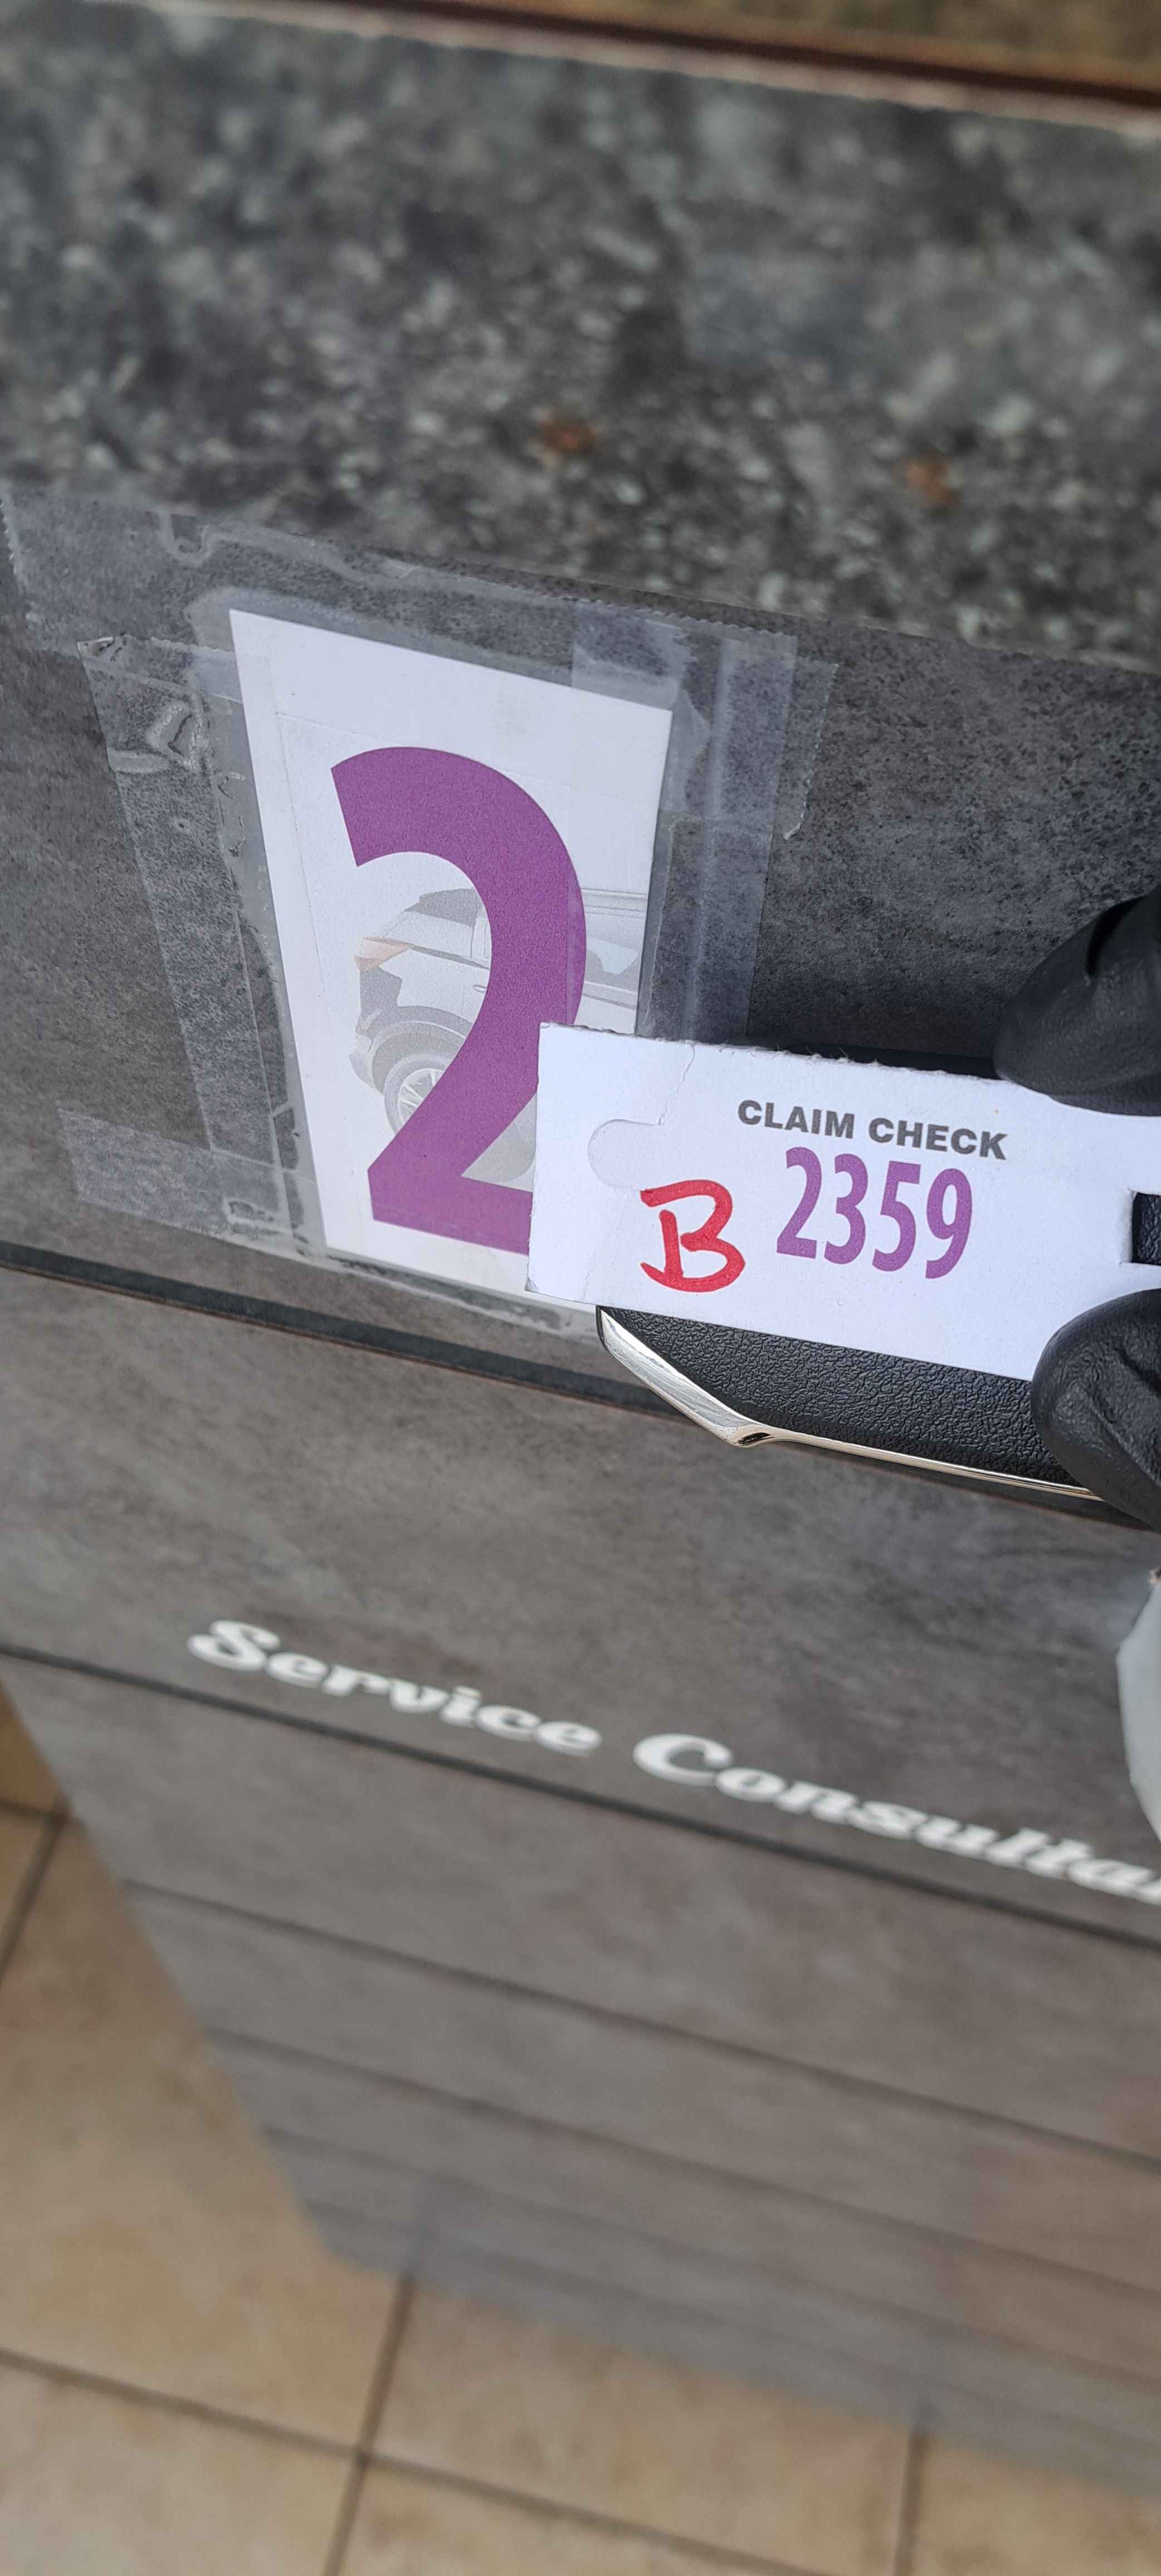 2
CLAIM CHECK
B 2359
Service Consulta